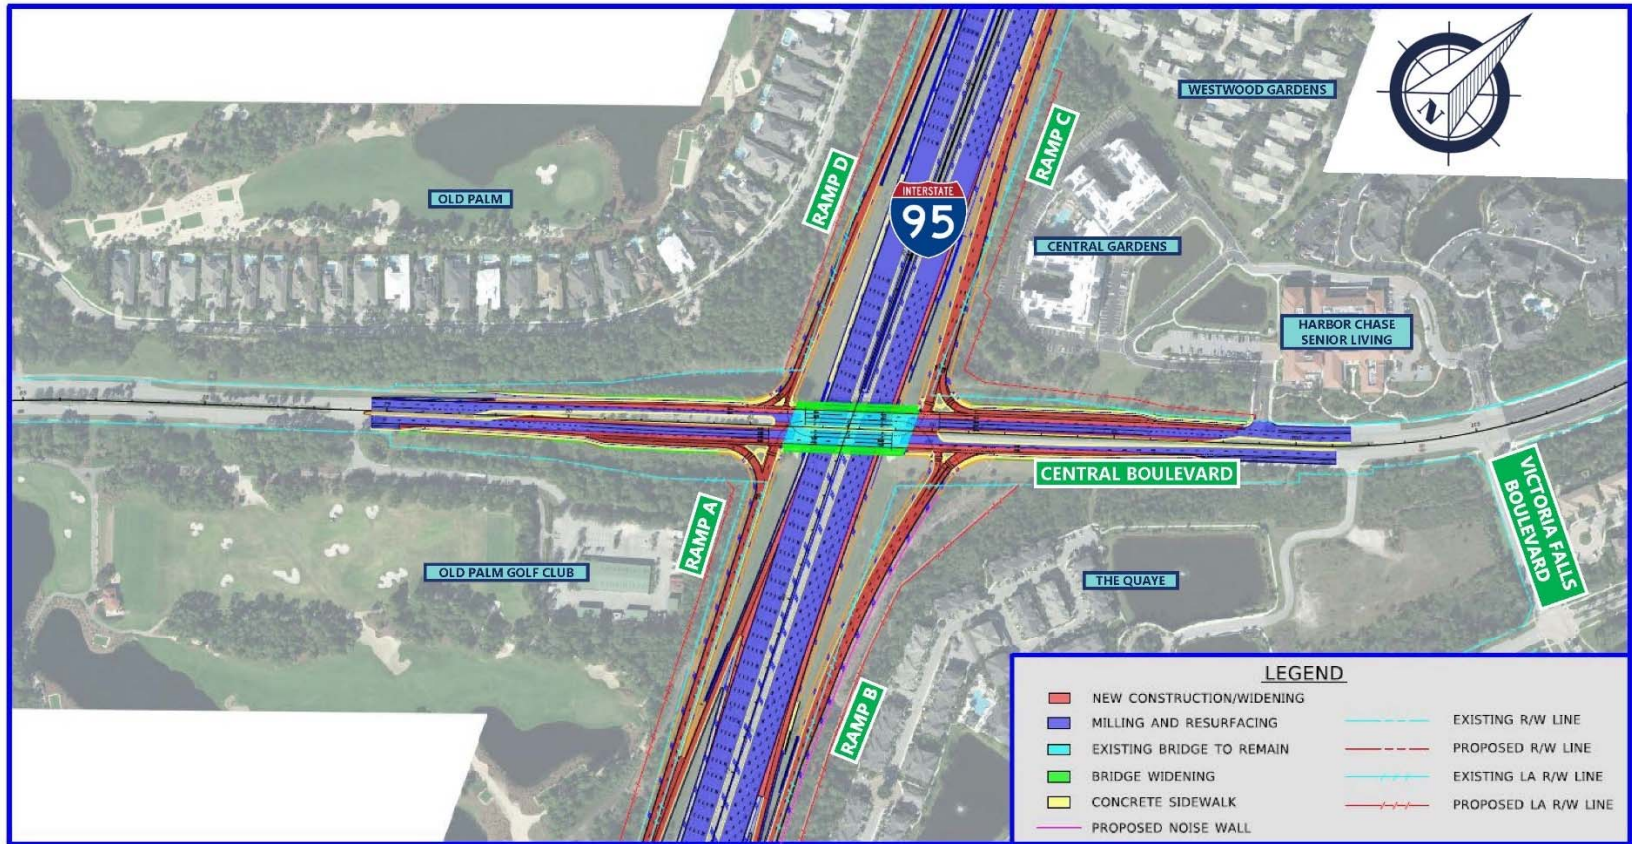 WESTWOOD GARDENS
N
RAMP C
RAMP D
INTERSTATE
95
OLD PALM
CENTRAL GARDENS
HARBOR CHASE
SENIOR LIVING
CENTRAL BOULEVARD
VICTORIA FALLS
BOULEVARD
RAMP A
OLD PALM GOLF CLUB
THE QUAYE
RAMP B
LEGEND
NEW CONSTRUCTION/WIDENING
MILLING AND RESURFACING
EXISTING BRIDGE TO REMAIN
BRIDGE WIDENING
CONCRETE SIDEWALK
PROPOSED NOISE WALL
EXISTING R/W LINE
PROPOSED R/W LINE
EXISTING LA R/W LINE
PROPOSED LA R/W LINE